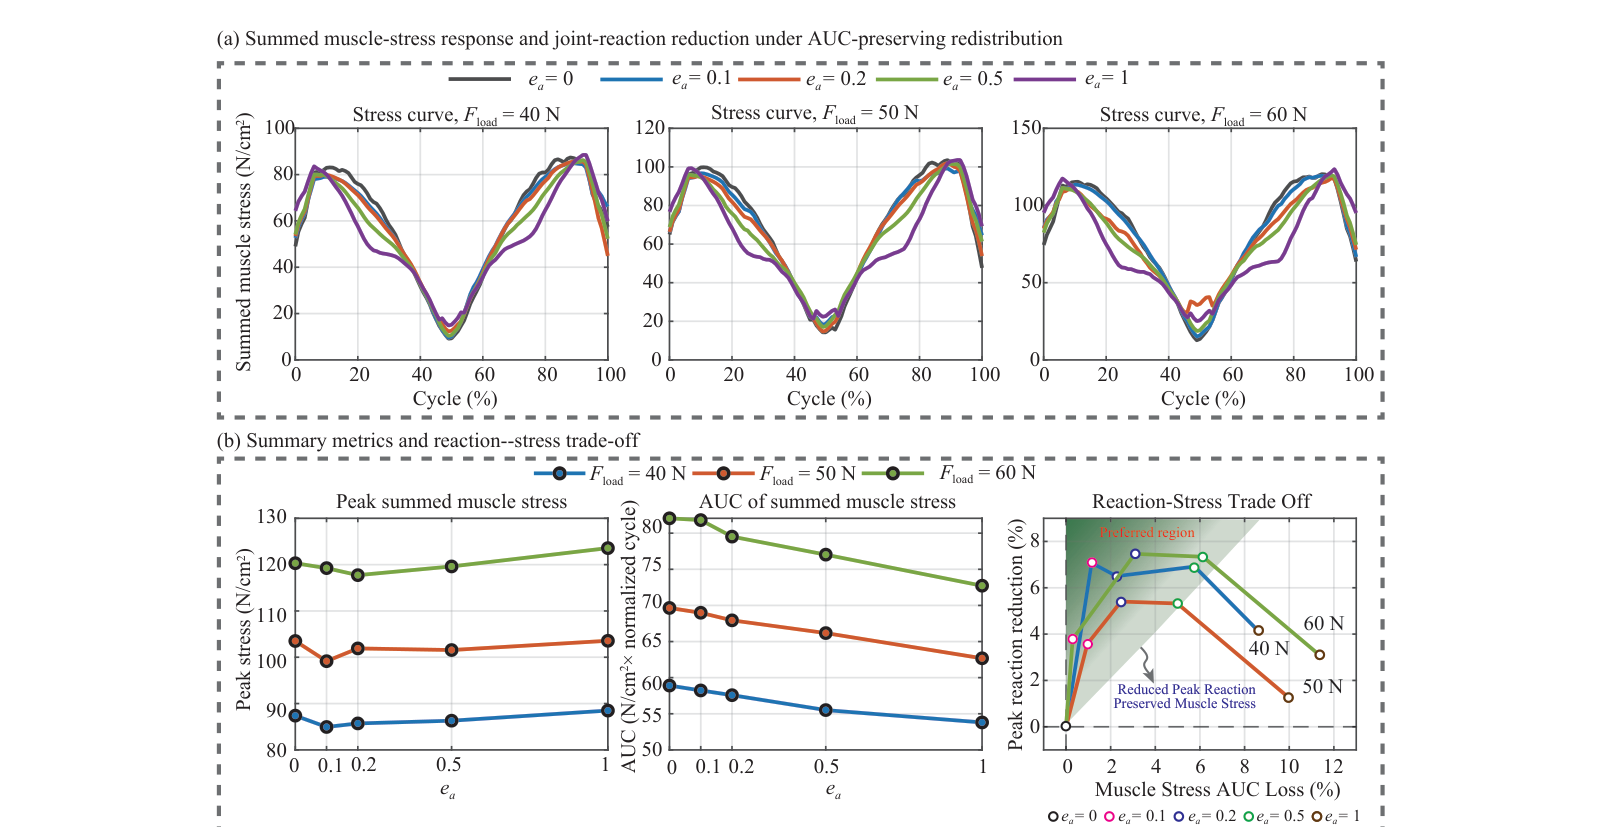 (a) Summed muscle-stress response and joint-reaction reduction under AUC-preserving redistribution
eₐ = 0 eₐ = 0.1 eₐ = 0.2 eₐ = 0.5 eₐ = 1
Stress curve, F_load = 40 N
Stress curve, F_load = 50 N
Stress curve, F_load = 60 N
Summed muscle stress (N/cm²)
100
80
60
40
20
0
0 20 40 60 80 100
Cycle (%)
120
100
80
60
40
20
0
0 20 40 60 80 100
Cycle (%)
150
100
50
0
0 20 40 60 80 100
Cycle (%)
(b) Summary metrics and reaction--stress trade-off
F_load = 40 N F_load = 50 N F_load = 60 N
Peak summed muscle stress
Peak stress (N/cm²)
130
120
110
100
90
80
0 0.1 0.2 0.5 1
eₐ
AUC of summed muscle stress
AUC (N/cm²× normalized cycle)
80
75
70
65
60
55
50
0 0.1 0.2 0.5 1
eₐ
Reaction-Stress Trade Off
Peak reaction reduction (%)
8
6
4
2
0
Preferred region
60 N
40 N
50 N
Reduced Peak Reaction
Preserved Muscle Stress
0 2 4 6 8 10 12
Muscle Stress AUC Loss (%)
eₐ = 0 eₐ = 0.1 eₐ = 0.2 eₐ = 0.5 eₐ = 1